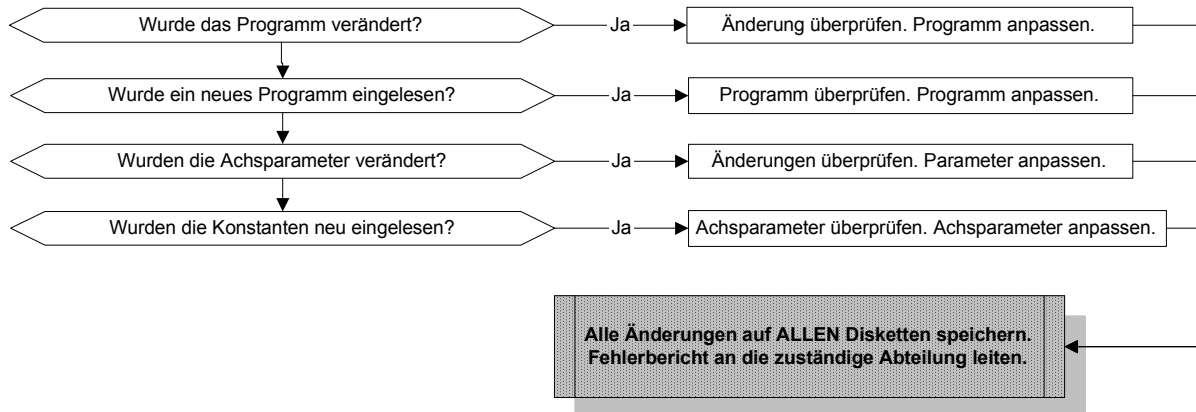 Wurde das Programm verändert?
Ja
Änderung überprüfen. Programm anpassen.
Wurde ein neues Programm eingelesen?
Ja
Programm überprüfen. Programm anpassen.
Wurden die Achsparameter verändert?
Ja
Änderungen überprüfen. Parameter anpassen.
Wurden die Konstanten neu eingelesen?
Ja
Achsparameter überprüfen. Achsparameter anpassen.
Alle Änderungen auf ALLEN Disketten speichern.
Fehlerbericht an die zuständige Abteilung leiten.